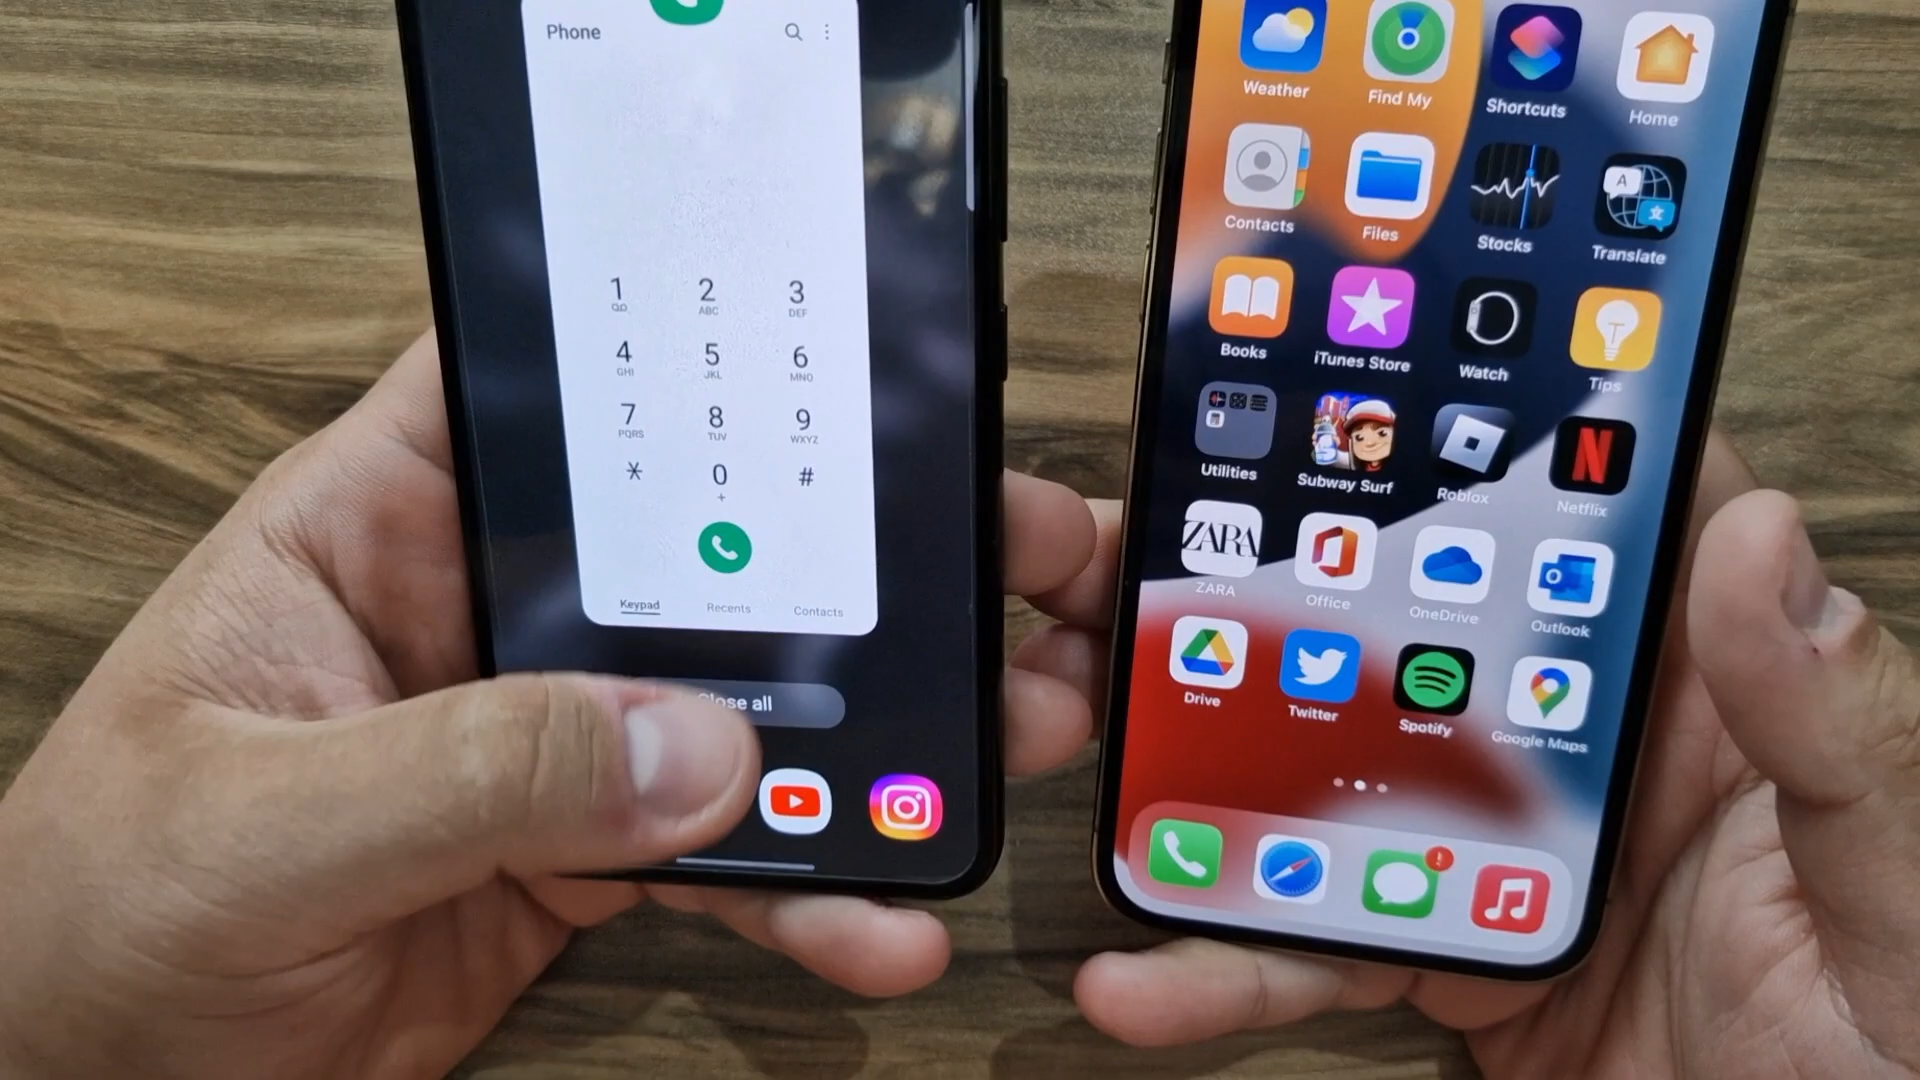 Phone
1
2
ABC
3
DEF
4
GHI
5
JKL
6
MNO
7
PQRS
8
TUV
9
WXYZ
*
0
+
#
Keypad
Recents
Contacts
Close all
Weather
Find My
Shortcuts
Home
Contacts
Files
Stocks
A
文
Translate
Books
iTunes Store
Watch
Tips
Utilities
Subway Surf
Roblox
N
Netflix
ZARA
ZARA
Office
OneDrive
o
Outlook
Drive
Twitter
Spotify
Google Maps
!